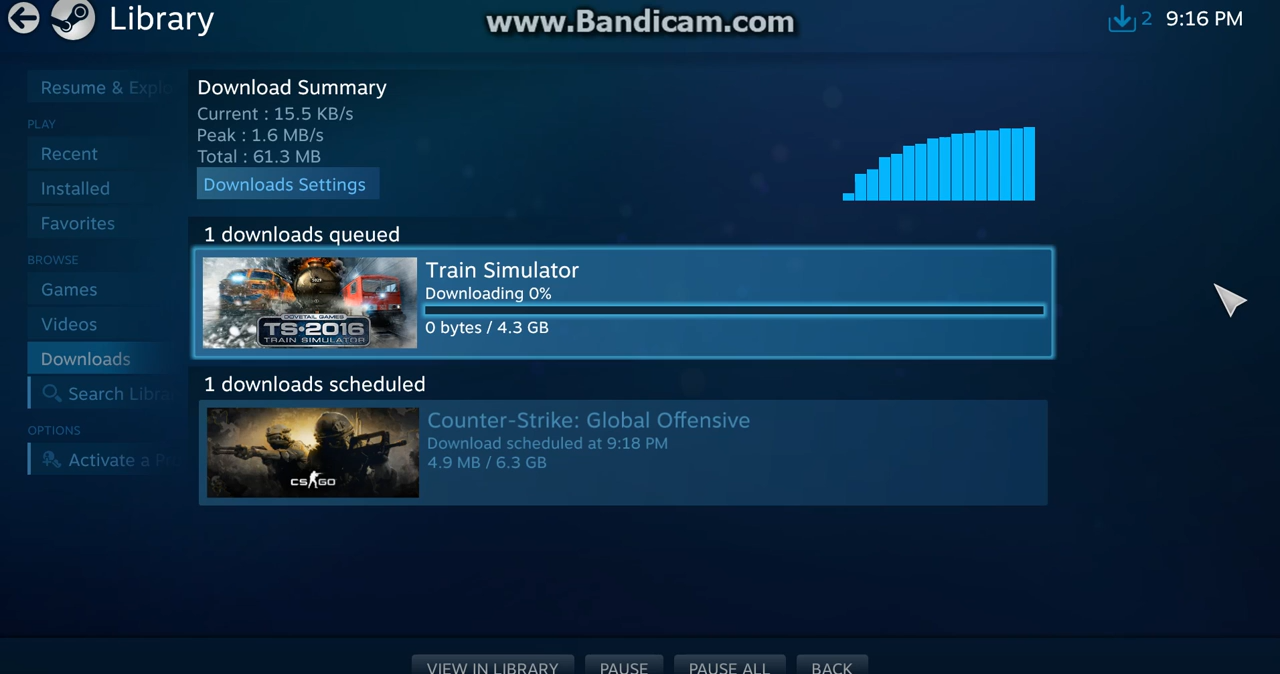 Library
www.Bandicam.com
2 9:16 PM
Resume & Explo
PLAY
Recent
Installed
Favorites
BROWSE
Games
Videos
Downloads
Search Libra
OPTIONS
Activate a Pro
Download Summary
Current : 15.5 KB/s
Peak : 1.6 MB/s
Total : 61.3 MB
Downloads Settings
1 downloads queued
DOVETAIL GAMES
TS·2016
TRAIN SIMULATOR
Train Simulator
Downloading 0%
0 bytes / 4.3 GB
1 downloads scheduled
CS GO
Counter-Strike: Global Offensive
Download scheduled at 9:18 PM
4.9 MB / 6.3 GB
VIEW IN LIBRARY
PAUSE
PAUSE ALL
BACK